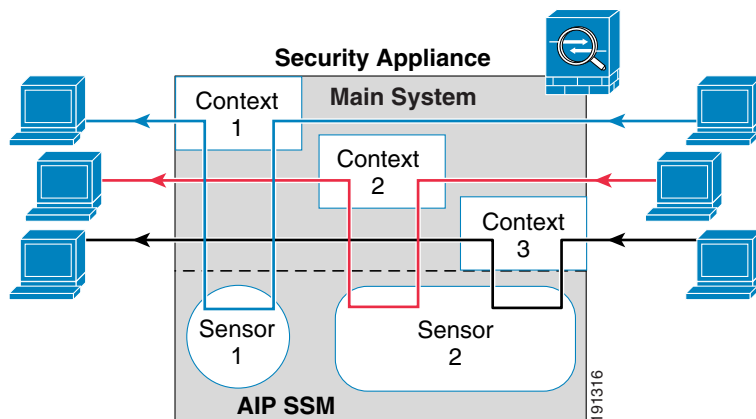 Security Appliance
Main System
Context
1
Context
2
Context
3
Sensor
1
Sensor
2
AIP SSM
191316